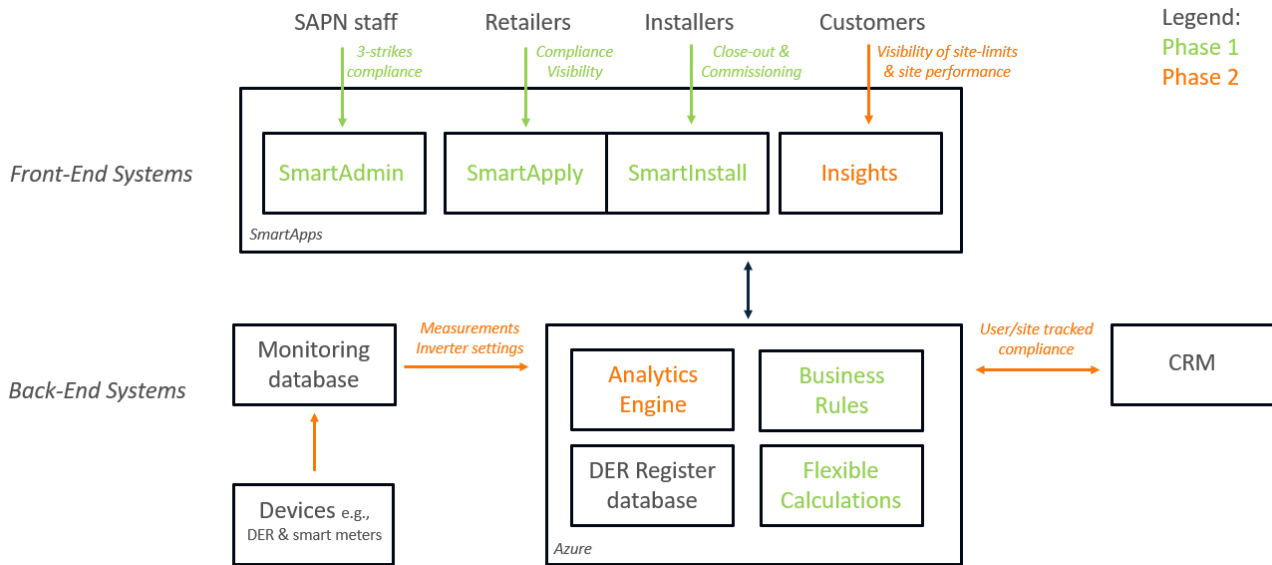 SAPN staff
Retailers
Installers
Customers
Legend:
Phase 1
Phase 2
3-strikes
compliance
Compliance
Visibility
Close-out &
Commissioning
Visibility of site-limits
& site performance
Front-End Systems
SmartAdmin
SmartApply
SmartInstall
Insights
SmartApps
Back-End Systems
Monitoring
database
Measurements
Inverter settings
Analytics
Engine
Business
Rules
User/site tracked
compliance
CRM
Devices e.g.,
DER & smart meters
DER Register
database
Flexible
Calculations
Azure